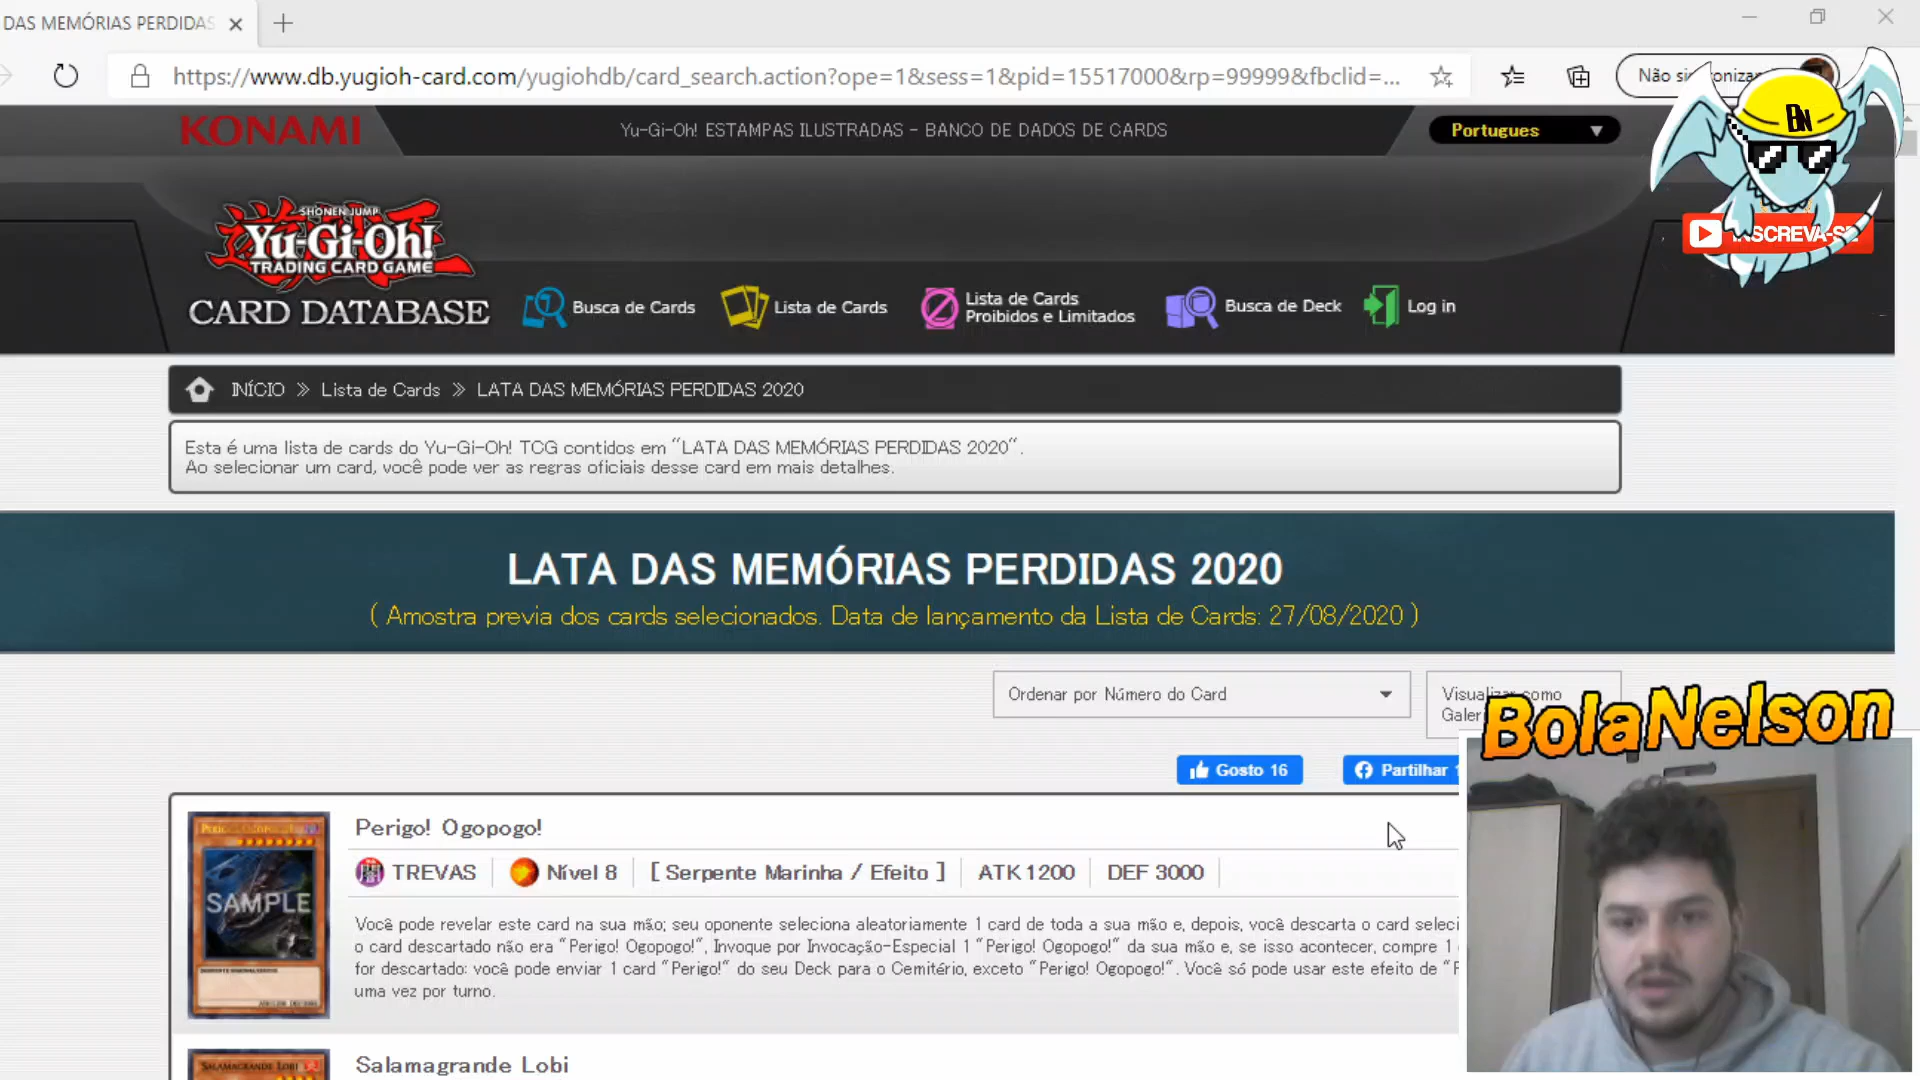 DAS MEMÓRIAS PERDIDAS
https://www.db.yugioh-card.com/yugiohdb/card_search.action?ope=1&sess=1&pid=15517000&rp=99999&fbclid=...
Não
KONAMI
Yu-Gi-Oh! ESTAMPAS ILUSTRADAS - BANCO DE DADOS DE CARDS
Portugues
BN
INSCREVA-SE
SHONEN JUMP
Yu-Gi-Oh!
TRADING CARD GAME
CARD DATABASE
Busca de Cards
Lista de Cards
Lista de Cards
Proibidos e Limitados
Busca de Deck
Log in
INÍCIO » Lista de Cards » LATA DAS MEMÓRIAS PERDIDAS 2020
Esta é uma lista de cards do Yu-Gi-Oh! TCG contidos em "LATA DAS MEMÓRIAS PERDIDAS 2020".
Ao selecionar um card, você pode ver as regras oficiais desse card em mais detalhes.
LATA DAS MEMÓRIAS PERDIDAS 2020
( Amostra previa dos cards selecionados. Data de lançamento da Lista de Cards: 27/08/2020 )
Ordenar por Número do Card
Visualizar como
Galer
BolaNelson
Gosto 16
Partilhar
SAMPLE
Perigo! Ogopogo!
TREVAS
Nível 8
[ Serpente Marinha / Efeito ]
ATK 1200
DEF 3000
Você pode revelar este card na sua mão; seu oponente seleciona aleatoriamente 1 card de toda a sua mão e, depois, você descarta o card seleci
o card descartado não era "Perigo! Ogopogo!", Invoque por Invocação-Especial 1 "Perigo! Ogopogo!" da sua mão e, se isso acontecer, compre 1
for descartado: você pode enviar 1 card "Perigo!" do seu Deck para o Cemitério, exceto "Perigo! Ogopogo!". Você só pode usar este efeito de "P
uma vez por turno.
SALAMAGRANDE LOBI
Salamagrande Lobi